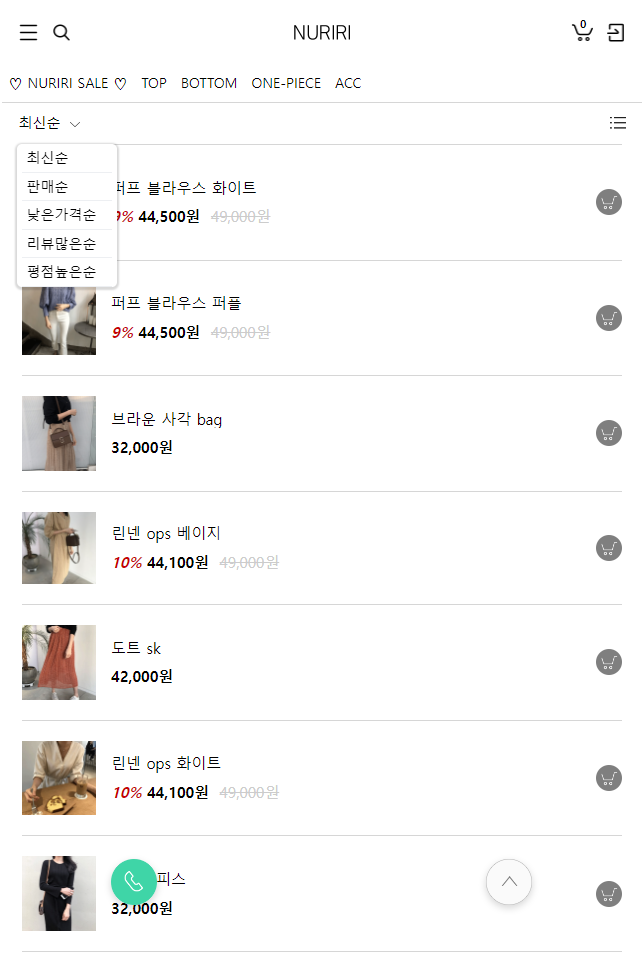 NURIRI
0
♡ NURIRI SALE ♡ TOP BOTTOM ONE-PIECE ACC
최신순
최신순
판매순
낮은가격순
리뷰많은순
평점높은순
퍼프 블라우스 화이트
9% 44,500원 49,000원
퍼프 블라우스 퍼플
9% 44,500원 49,000원
브라운 사각 bag
32,000원
린넨 ops 베이지
10% 44,100원 49,000원
도트 sk
42,000원
린넨 ops 화이트
10% 44,100원 49,000원
피스
32,000원